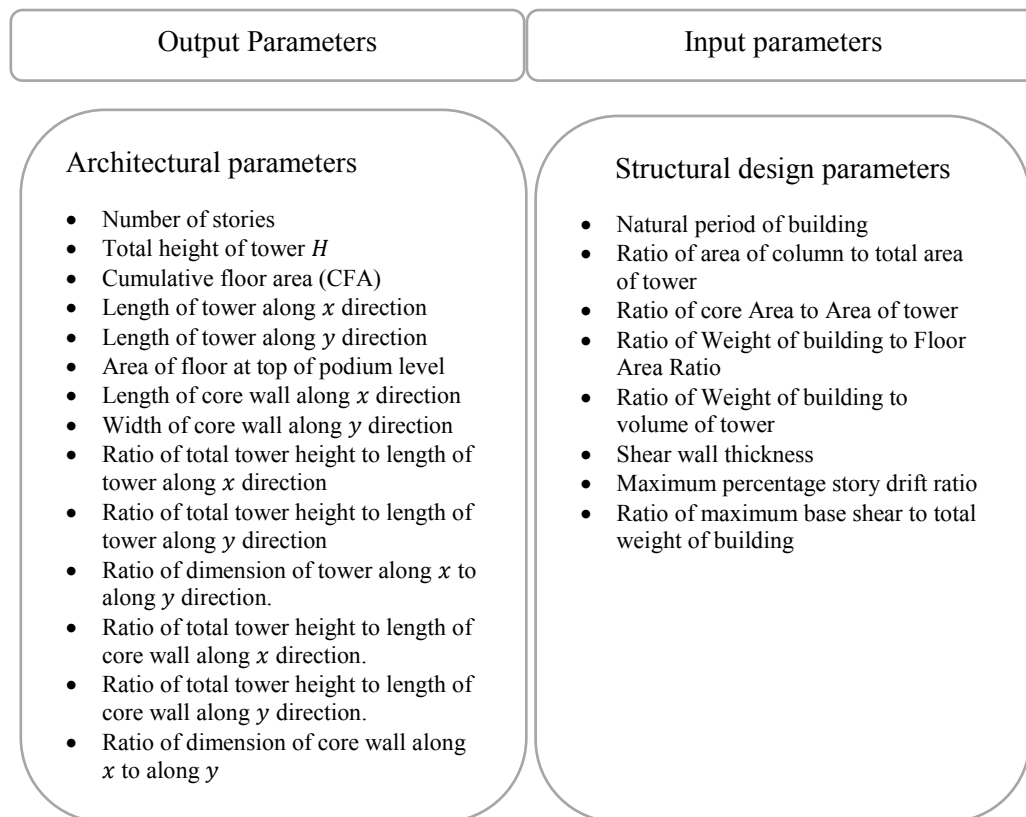 Output Parameters
Input parameters
Architectural parameters
• Number of stories
• Total height of tower 𝐻
• Cumulative floor area (CFA)
• Length of tower along 𝑥 direction
• Length of tower along 𝑦 direction
• Area of floor at top of podium level
• Length of core wall along 𝑥 direction
• Width of core wall along 𝑦 direction
• Ratio of total tower height to length of
tower along 𝑥 direction
• Ratio of total tower height to length of
tower along 𝑦 direction
• Ratio of dimension of tower along 𝑥 to
along 𝑦 direction.
• Ratio of total tower height to length of
core wall along 𝑥 direction.
• Ratio of total tower height to length of
core wall along 𝑦 direction.
• Ratio of dimension of core wall along
𝑥 to along 𝑦
Structural design parameters
• Natural period of building
• Ratio of area of column to total area
of tower
• Ratio of core Area to Area of tower
• Ratio of Weight of building to Floor
Area Ratio
• Ratio of Weight of building to
volume of tower
• Shear wall thickness
• Maximum percentage story drift ratio
• Ratio of maximum base shear to total
weight of building